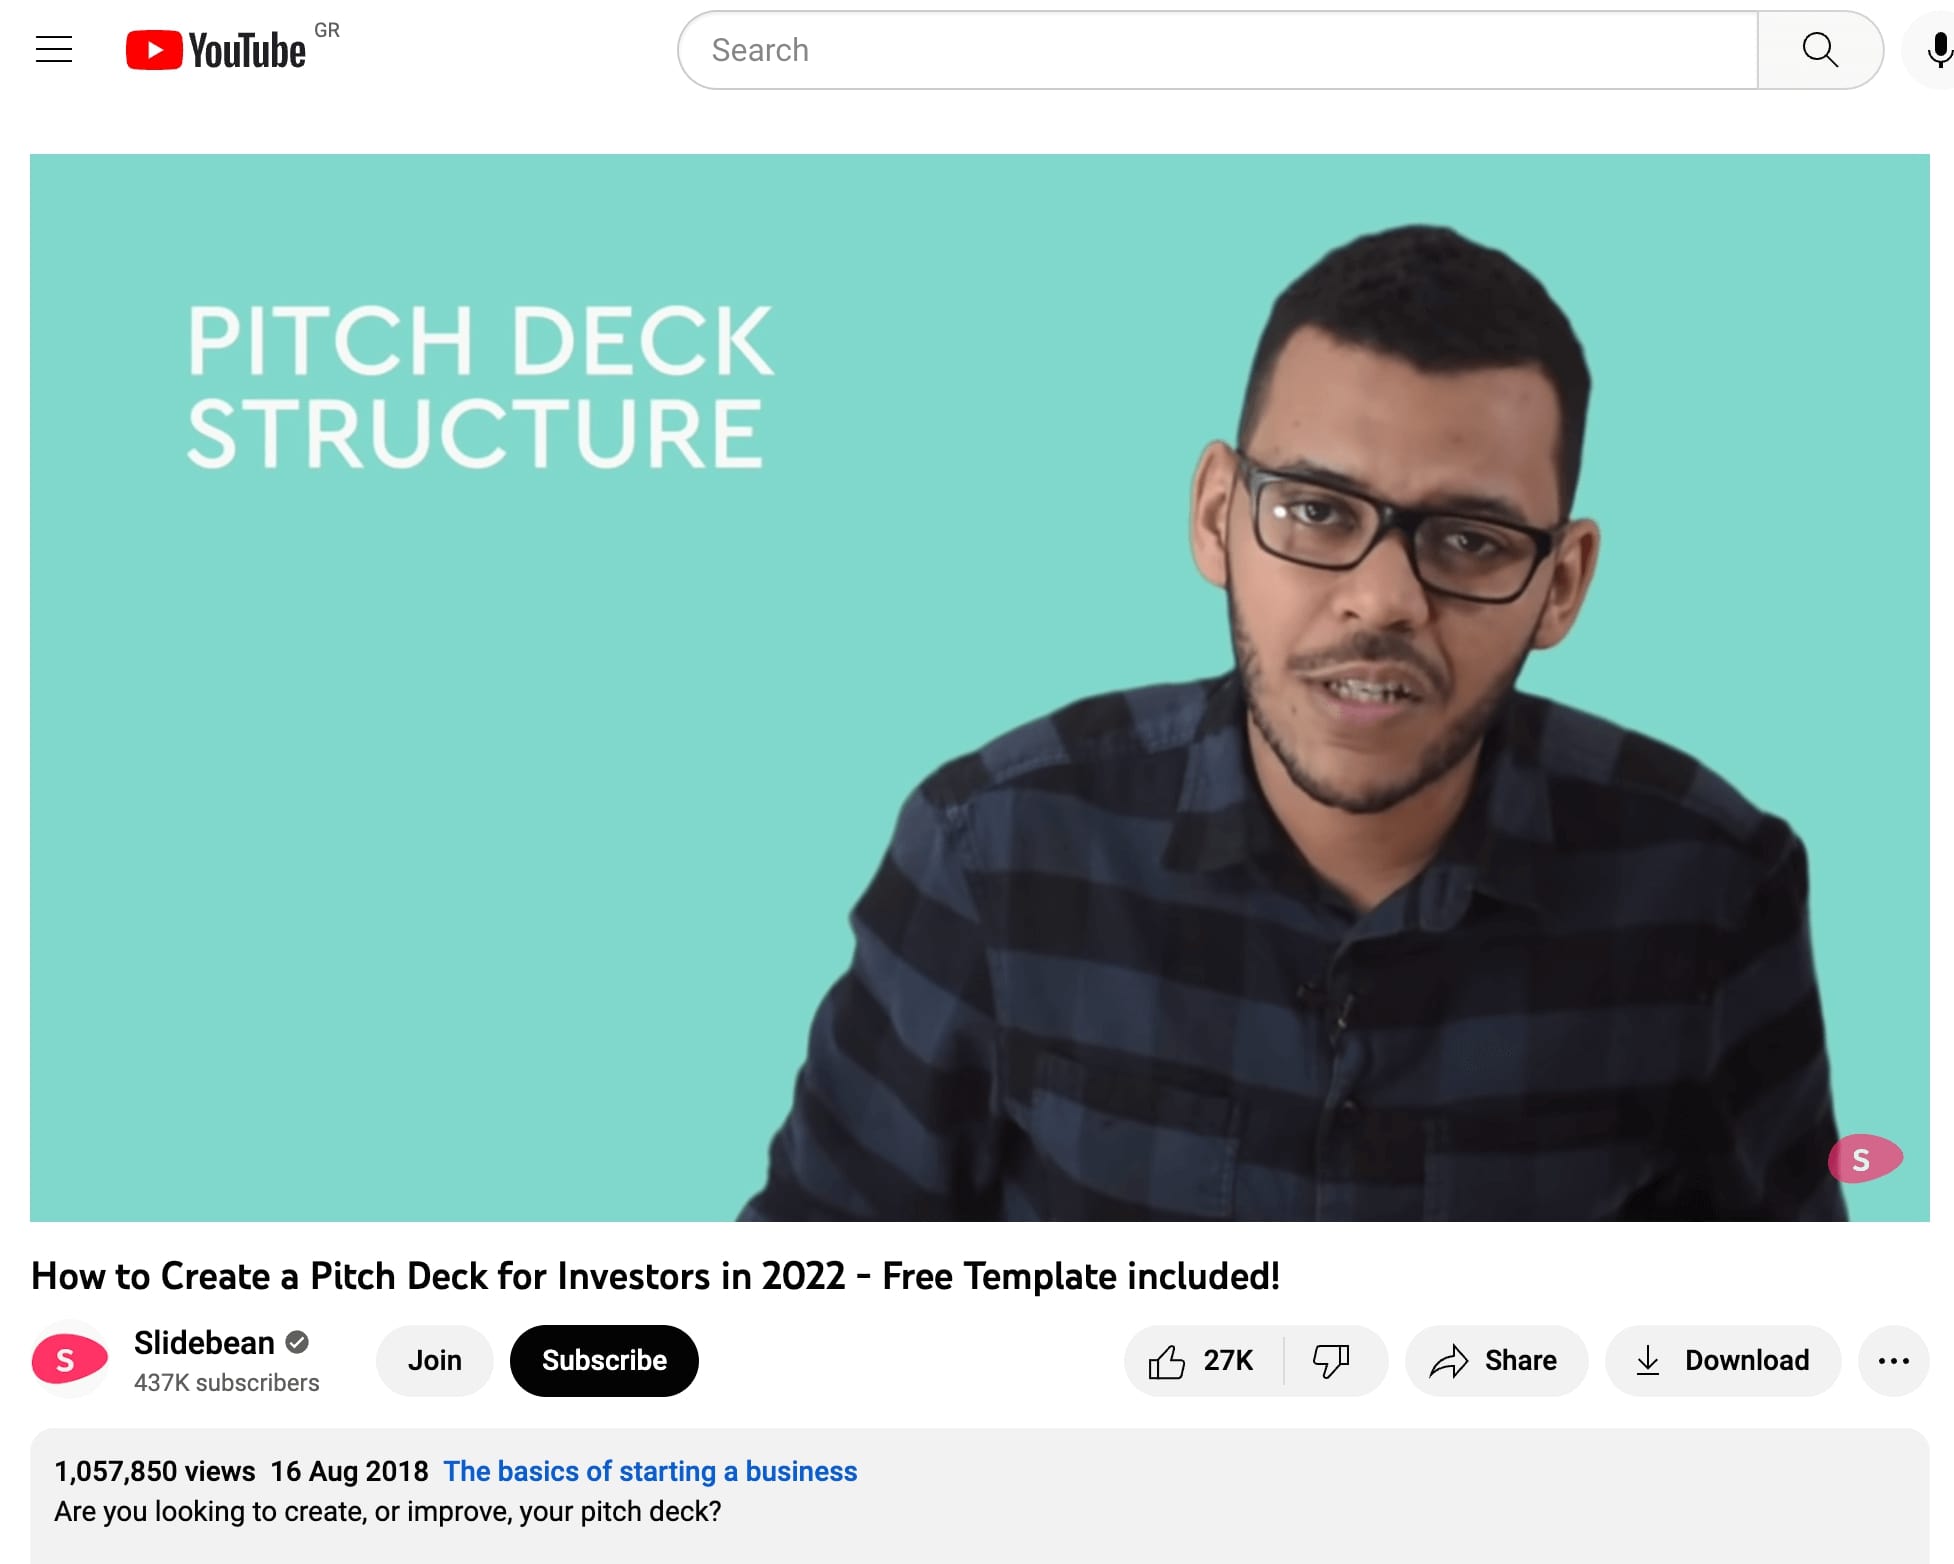 YouTube GR
Search
PITCH DECK
STRUCTURE
S
How to Create a Pitch Deck for Investors in 2022 - Free Template included!
S
Slidebean
437K subscribers
Join
Subscribe
27K
Share
Download
1,057,850 views 16 Aug 2018 The basics of starting a business
Are you looking to create, or improve, your pitch deck?